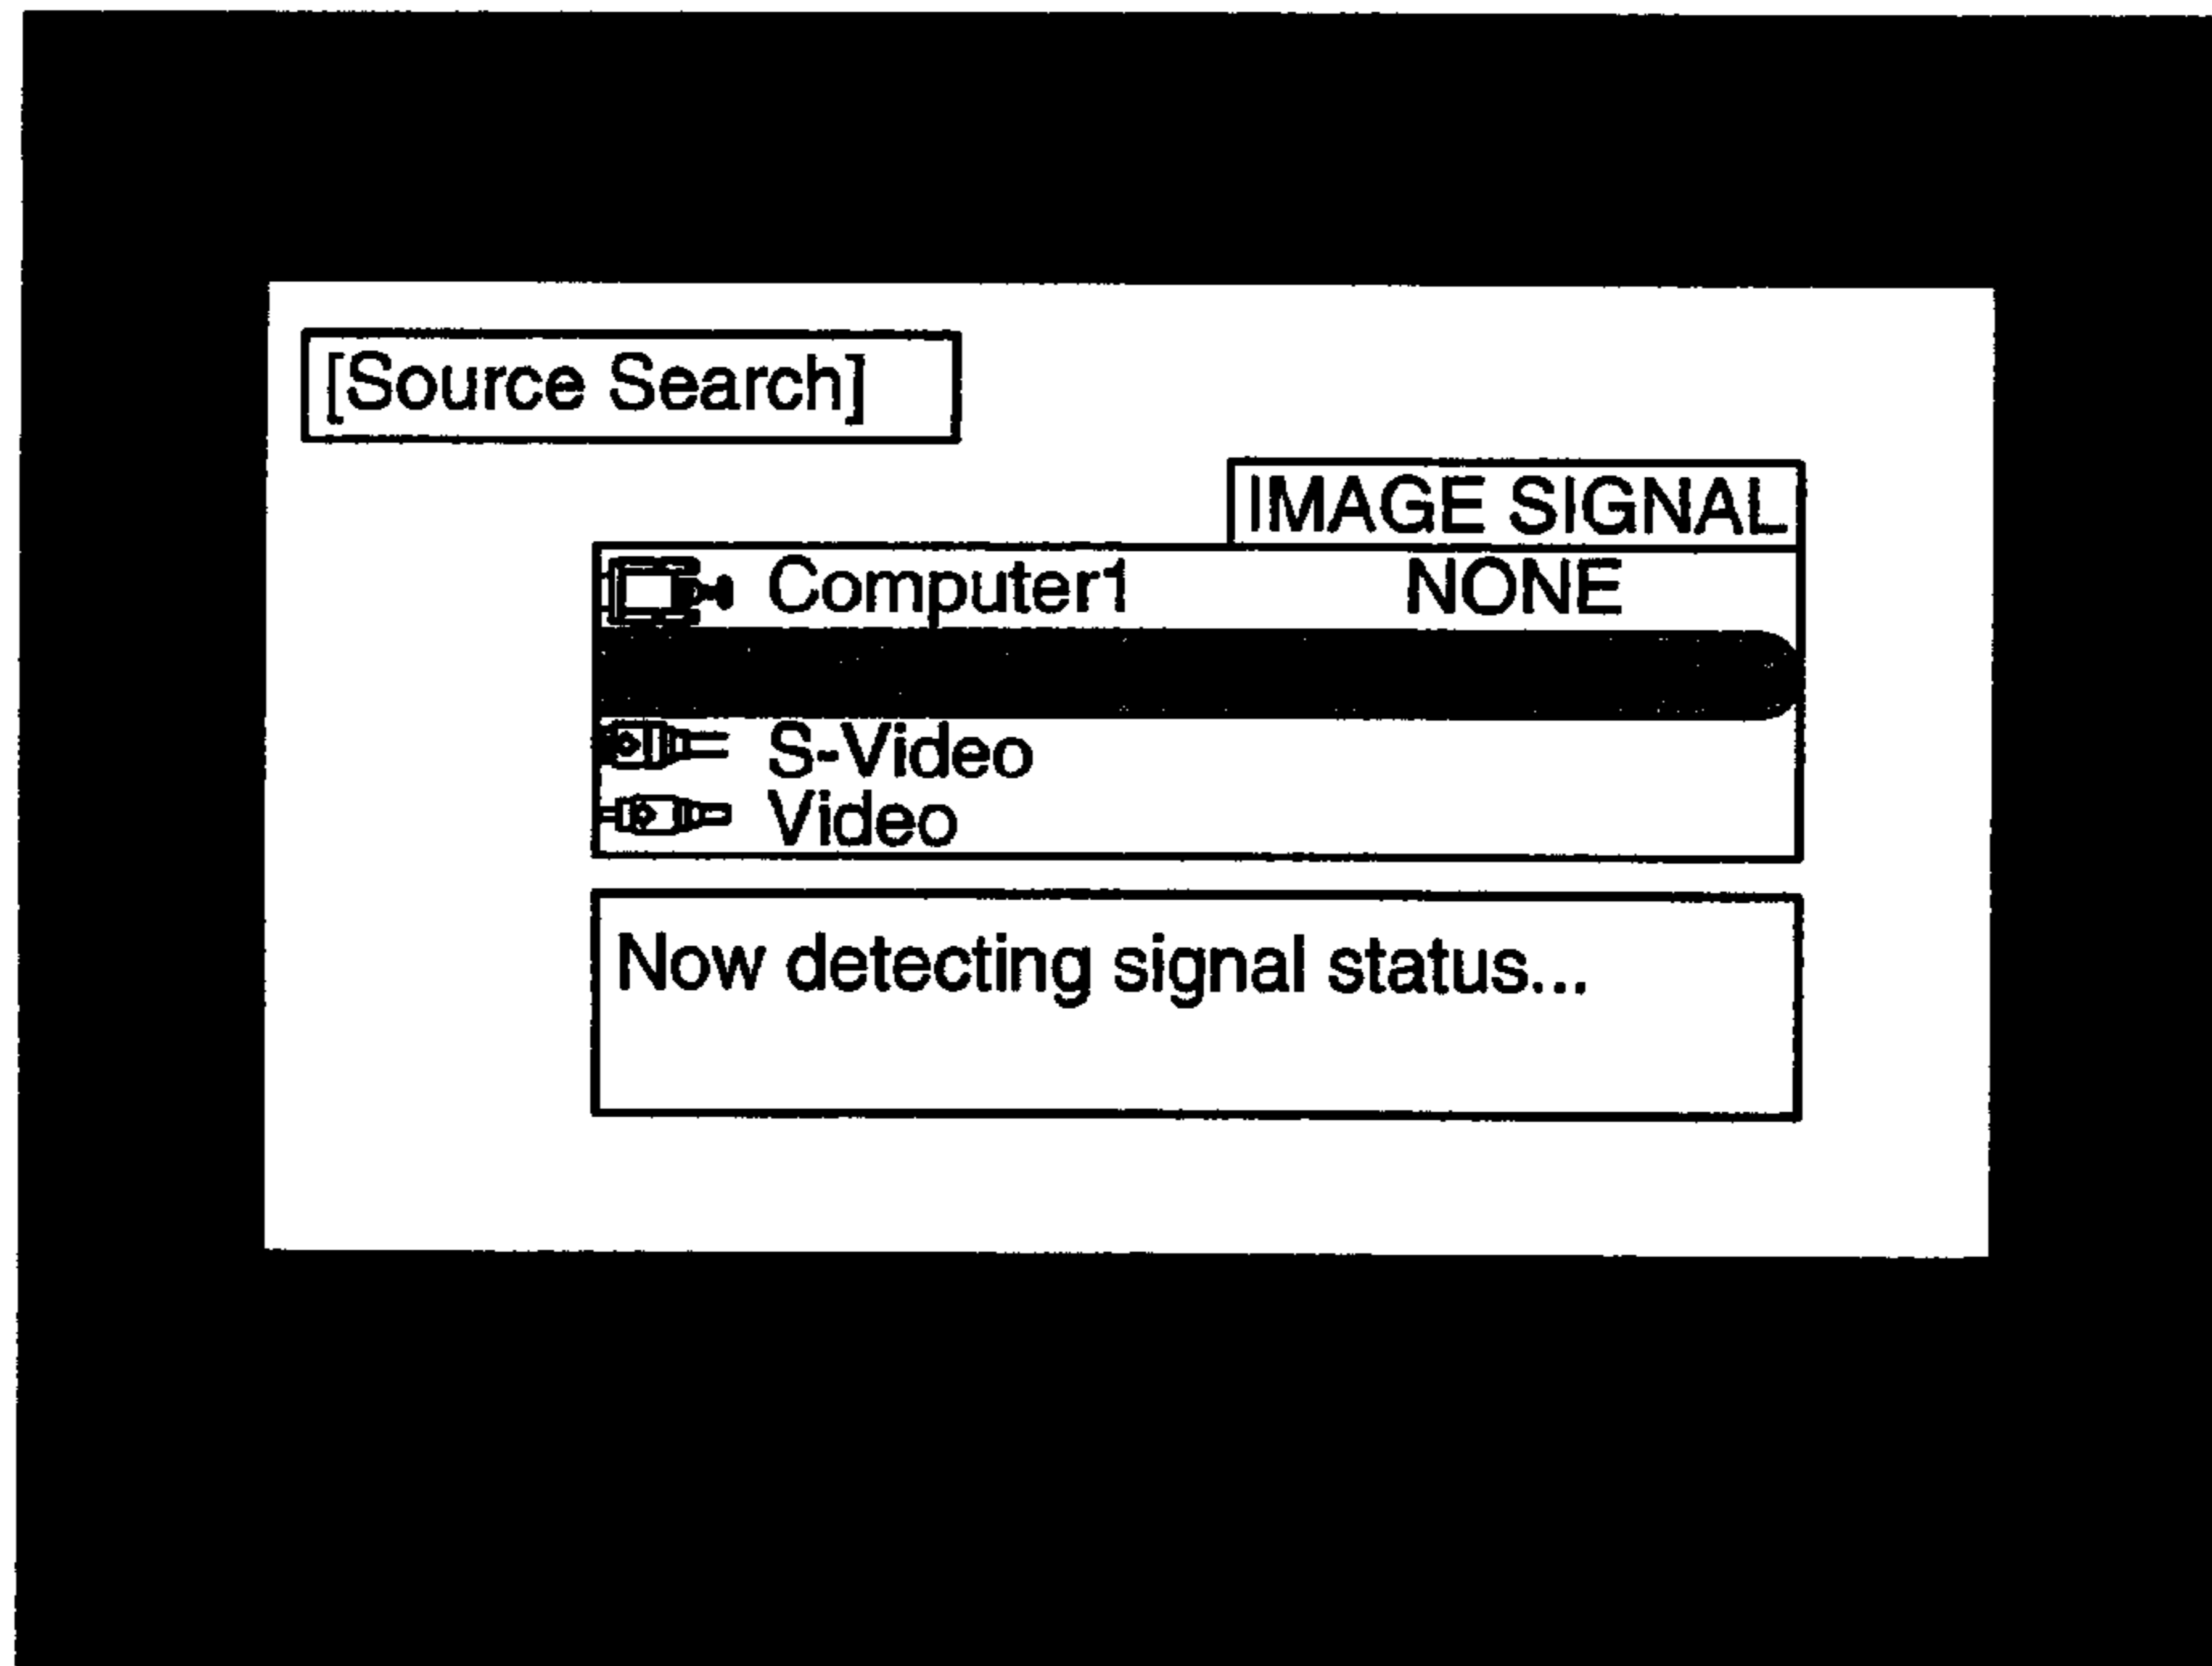 [Source Search]
IMAGE SIGNAL
Computer1 NONE
S-Video
Video
Now detecting signal status...